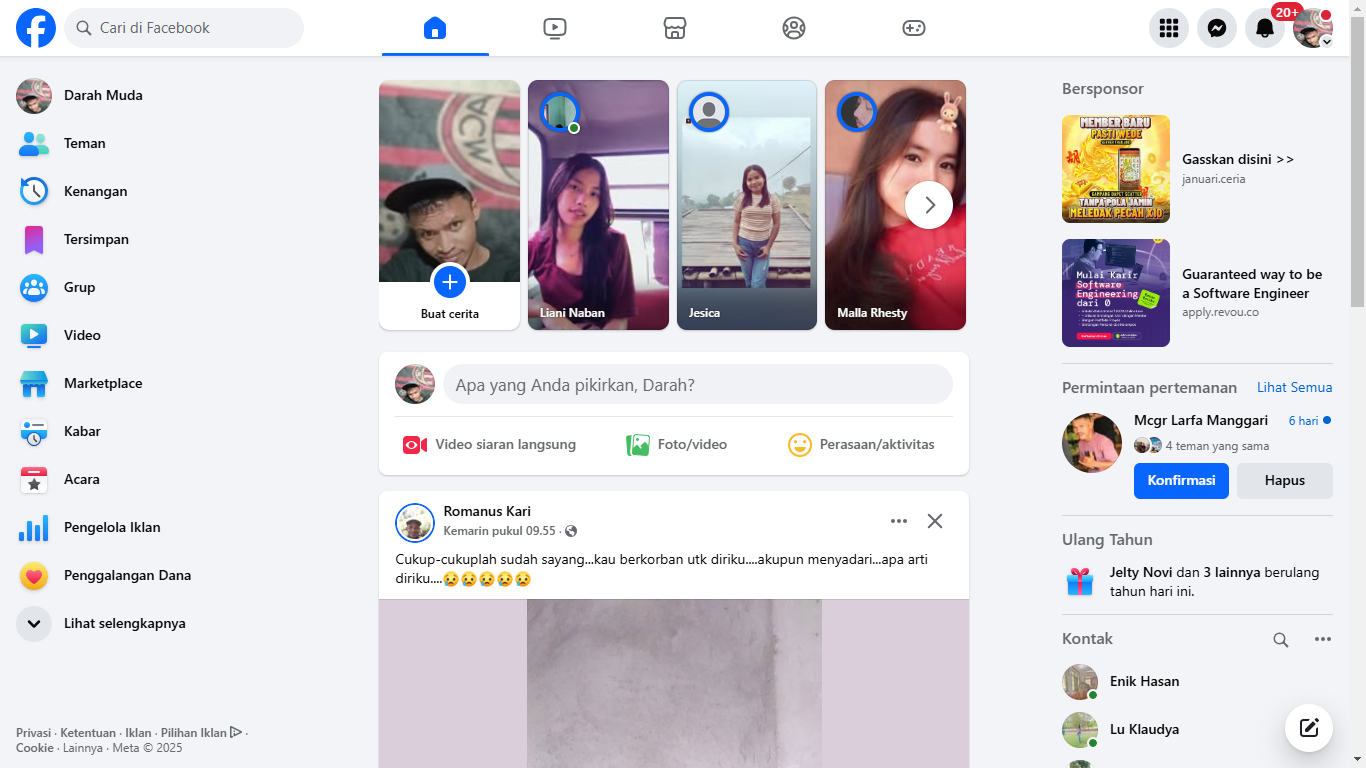 Cari di Facebook
20+
Darah Muda
Teman
Kenangan
Tersimpan
Grup
Video
Marketplace
Kabar
Acara
Pengelola Iklan
Penggalangan Dana
Lihat selengkapnya
Privasi · Ketentuan · Iklan · Pilihan Iklan ·
Cookie · Lainnya · Meta © 2025
Buat cerita
Liani Naban
Jesica
Malla Rhesty
Apa yang Anda pikirkan, Darah?
Video siaran langsung
Foto/video
Perasaan/aktivitas
Romanus Kari
Kemarin pukul 09.55 ·
Cukup-cukuplah sudah sayang...kau berkorban utk diriku....akupun menyadari...apa arti
diriku....😢😢😢😢😢
Bersponsor
MEMBER BARU
PASTI WEDE
GAMPANG DAPET SCATTER
TANPA POLA JAMIN
MELEDAK PECAH X10
Gasskan disini >>
januari.ceria
Mulai Karir
Software
Engineering
dari 0
Guaranteed way to be
a Software Engineer
apply.revou.co
Permintaan pertemanan
Lihat Semua
Mcgr Larfa Manggari
6 hari
4 teman yang sama
Konfirmasi
Hapus
Ulang Tahun
Jelty Novi dan 3 lainnya berulang
tahun hari ini.
Kontak
Enik Hasan
Lu Klaudya